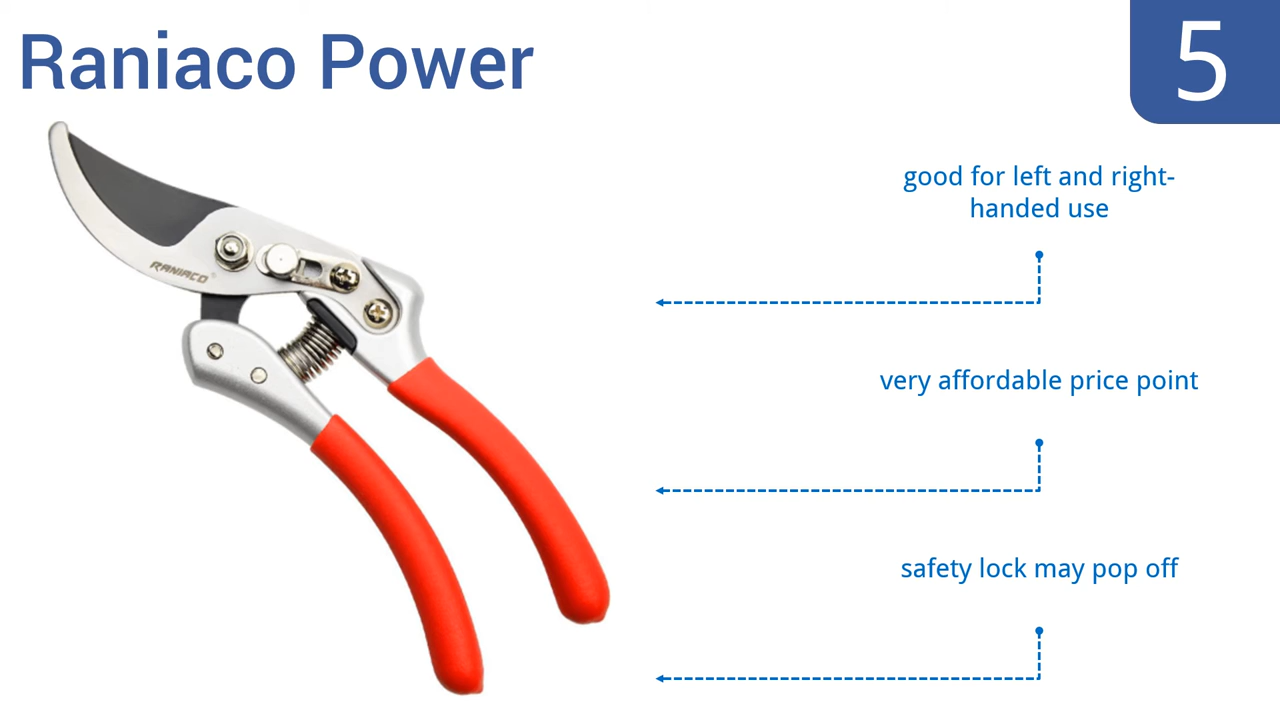 Raniaco Power
5
good for left and right-
handed use
RANIACO
very affordable price point
safety lock may pop off